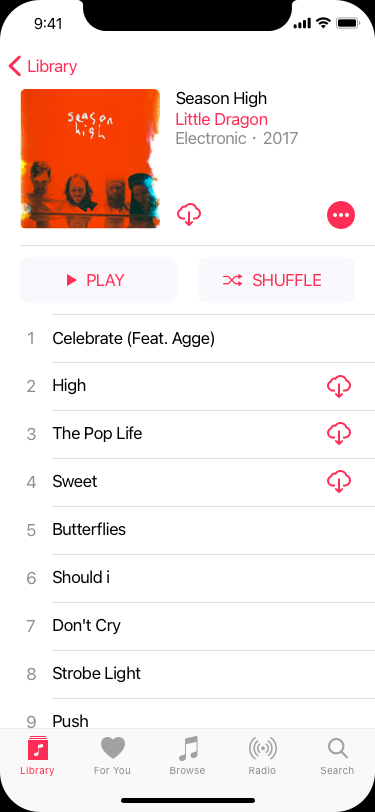 9:41
Library
season
high
Season High
Little Dragon
Electronic · 2017
PLAY
SHUFFLE
1 Celebrate (Feat. Agge)
2 High
3 The Pop Life
4 Sweet
5 Butterflies
6 Should i
7 Don't Cry
8 Strobe Light
9 Push
Library For You Browse Radio Search